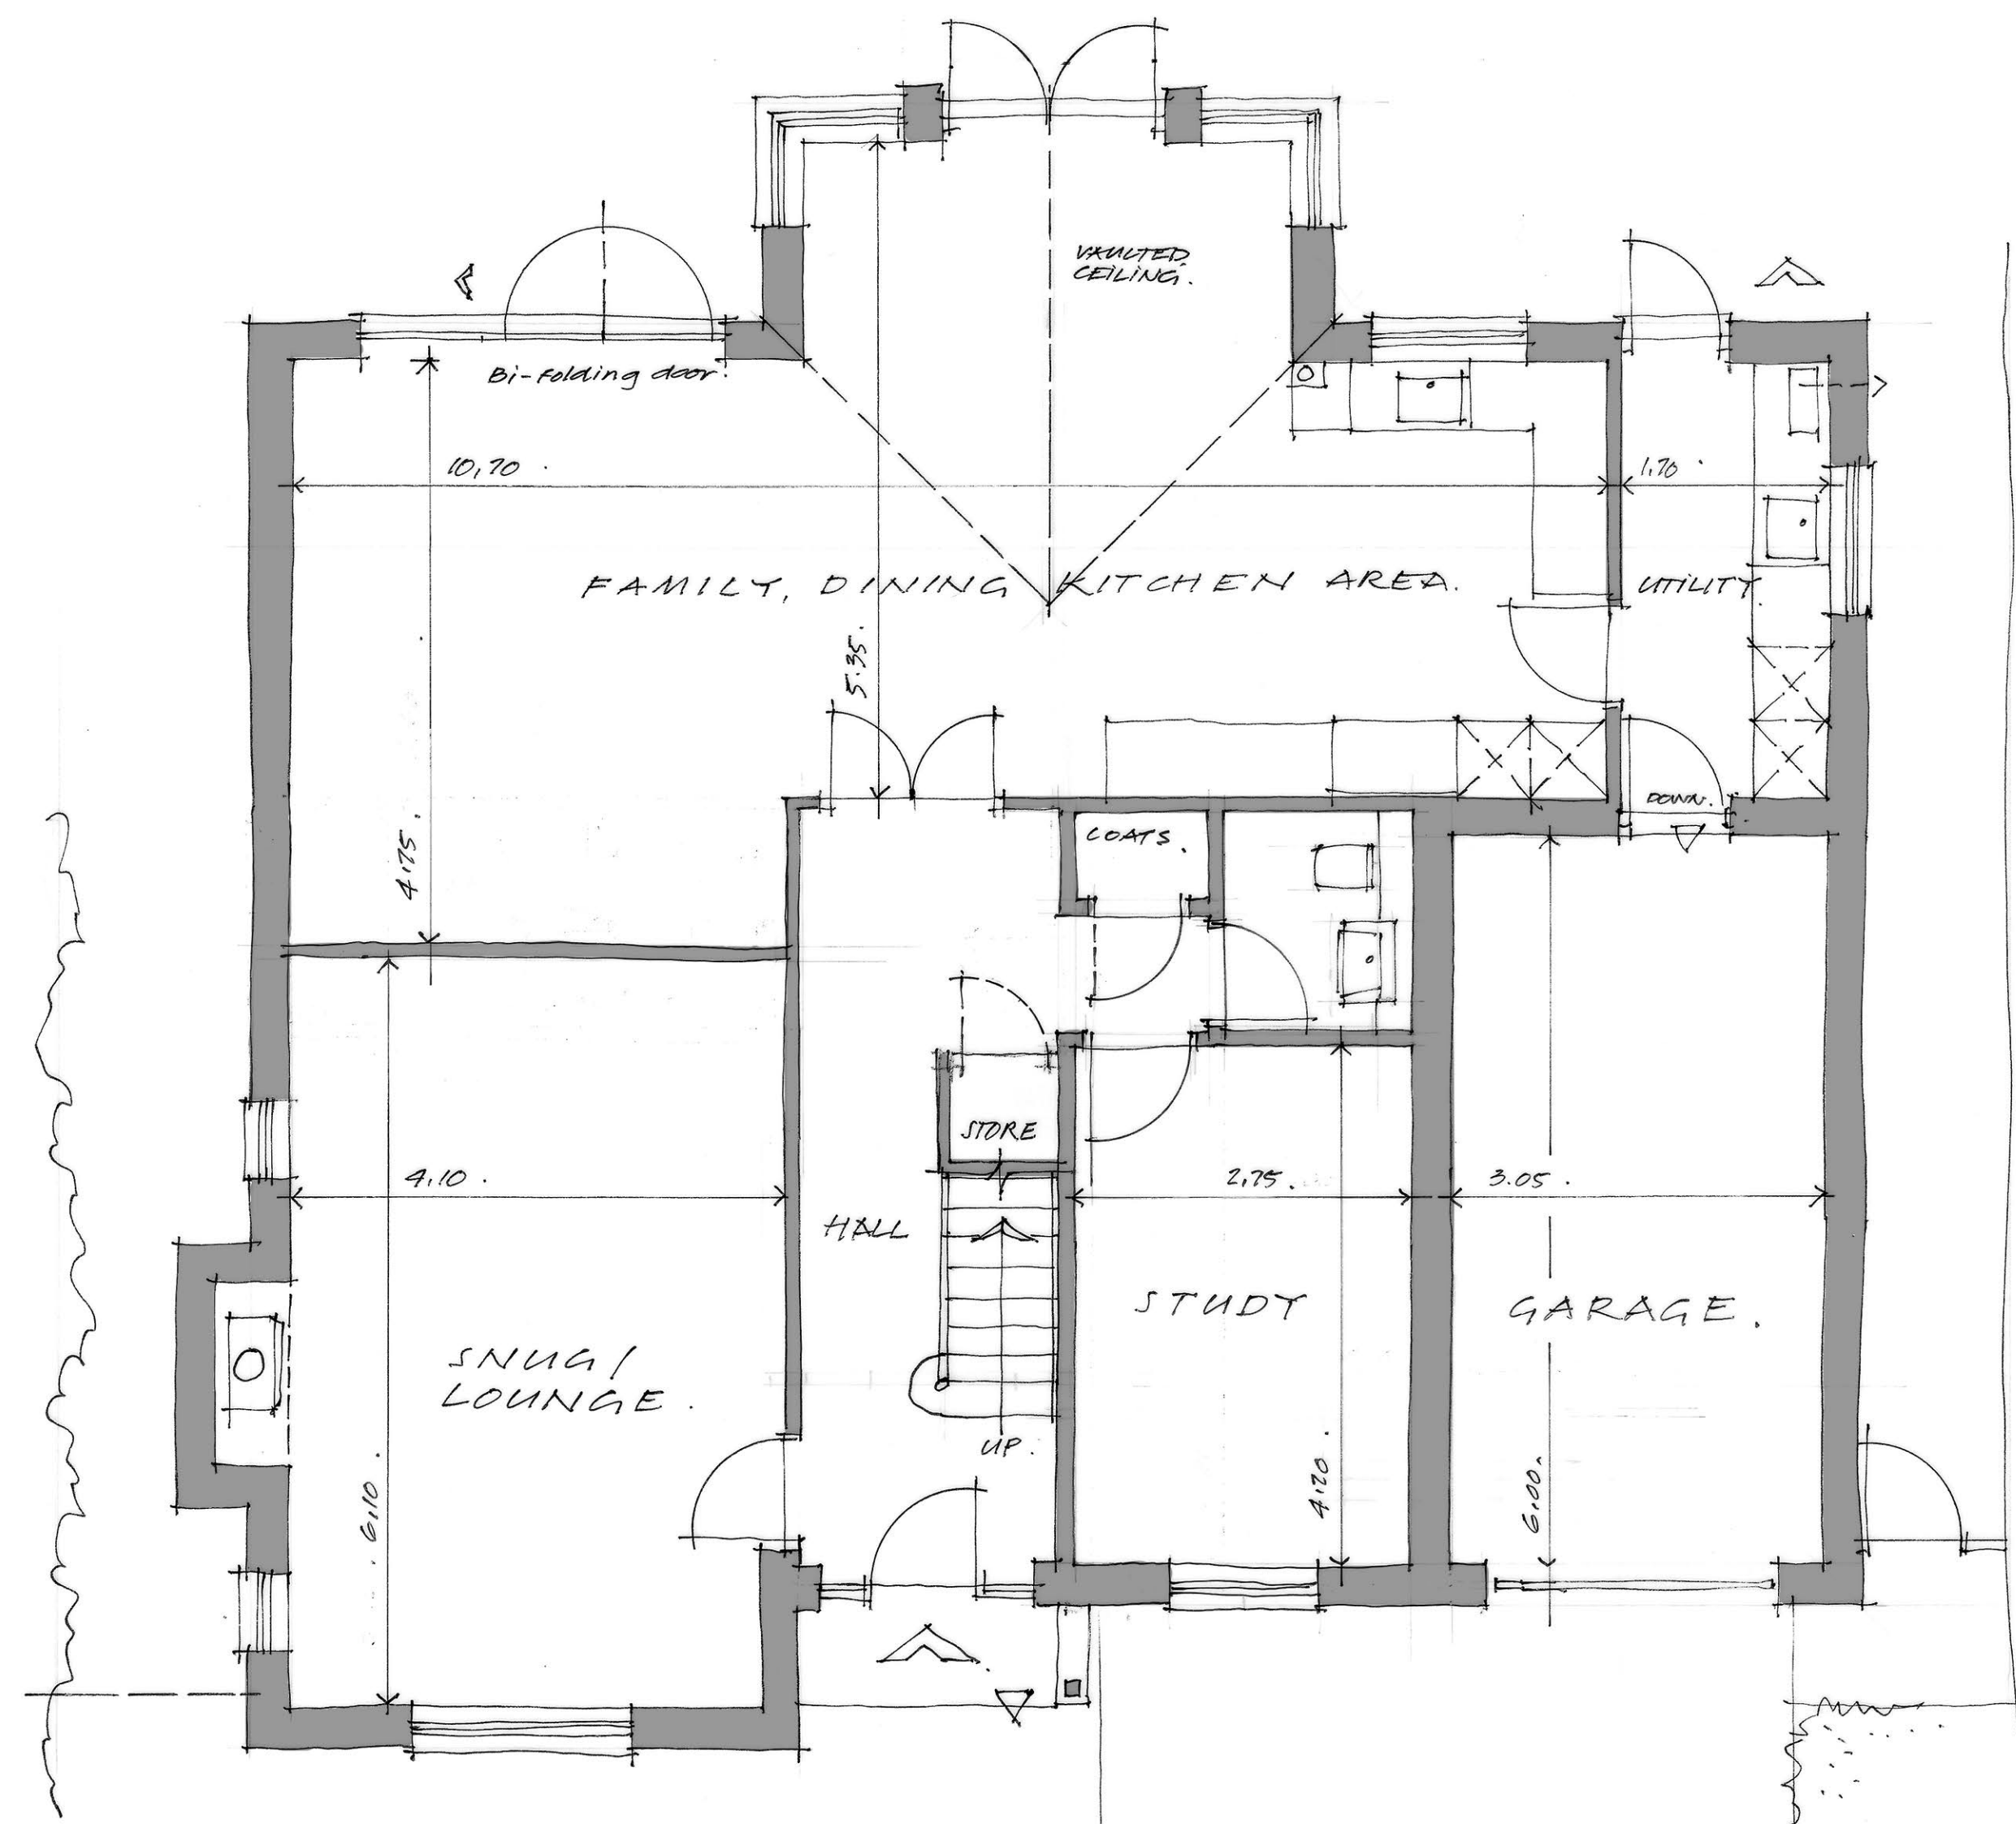 VAULTED
CEILING.
Bi-folding door.
10,70 .
1.70
FAMILY, DINING KITCHEN AREA.
UTILITY.
5.35.
4.75.
DOWN.
COATS.
STORE
4.10 .
2.75.
3.05 .
HALL
STUDY
GARAGE.
SNUG/
LOUNGE.
UP.
6.10 .
4.20 .
6.00.